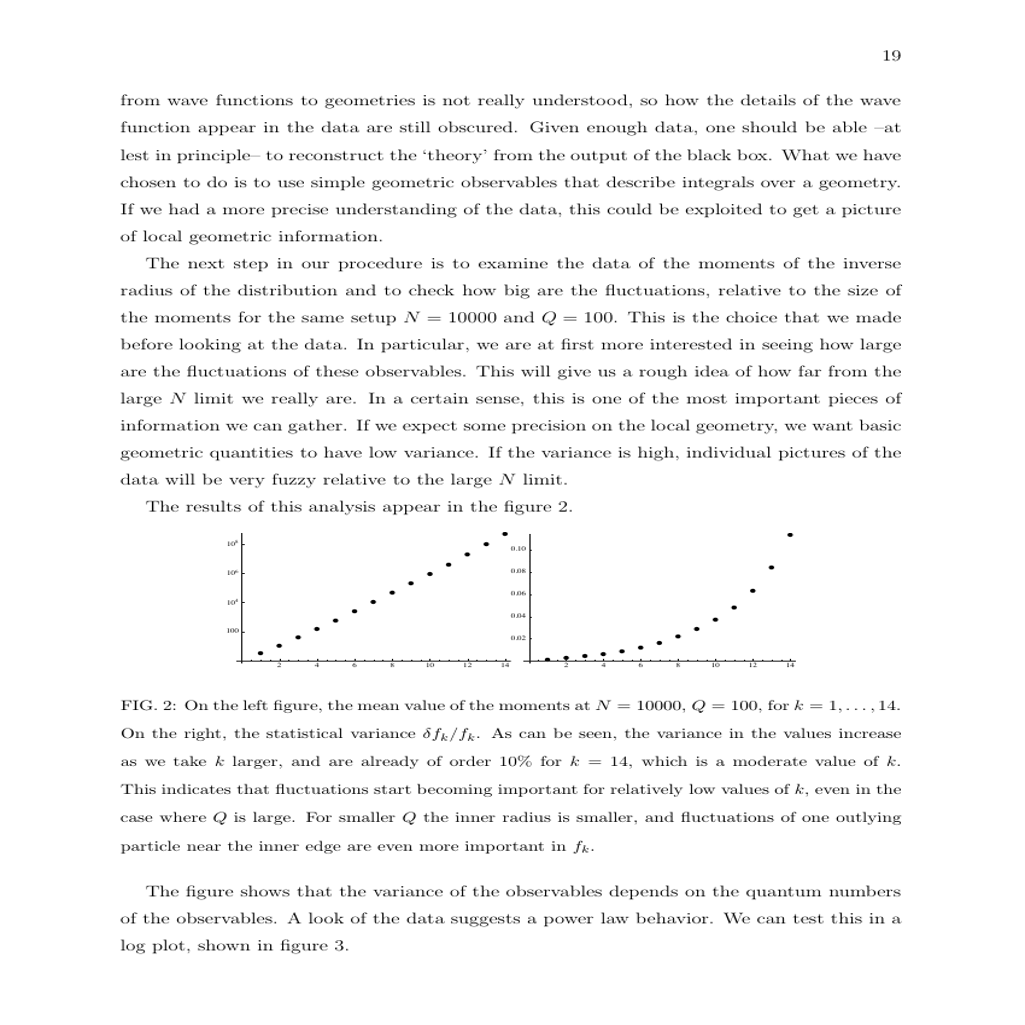 19
from wave functions to geometries is not really understood, so how the details of the wave
function appear in the data are still obscured. Given enough data, one should be able –at
lest in principle– to reconstruct the ‘theory’ from the output of the black box. What we have
chosen to do is to use simple geometric observables that describe integrals over a geometry.
If we had a more precise understanding of the data, this could be exploited to get a picture
of local geometric information.
The next step in our procedure is to examine the data of the moments of the inverse
radius of the distribution and to check how big are the fluctuations, relative to the size of
the moments for the same setup N = 10000 and Q = 100. This is the choice that we made
before looking at the data. In particular, we are at first more interested in seeing how large
are the fluctuations of these observables. This will give us a rough idea of how far from the
large N limit we really are. In a certain sense, this is one of the most important pieces of
information we can gather. If we expect some precision on the local geometry, we want basic
geometric quantities to have low variance. If the variance is high, individual pictures of the
data will be very fuzzy relative to the large N limit.
The results of this analysis appear in the figure 2.
10⁸
10⁶
10⁴
100
2 4 6 8 10 12 14
0.10
0.08
0.06
0.04
0.02
2 4 6 8 10 12 14
FIG. 2: On the left figure, the mean value of the moments at N = 10000, Q = 100, for k = 1, . . . , 14.
On the right, the statistical variance δfₖ/fₖ. As can be seen, the variance in the values increase
as we take k larger, and are already of order 10% for k = 14, which is a moderate value of k.
This indicates that fluctuations start becoming important for relatively low values of k, even in the
case where Q is large. For smaller Q the inner radius is smaller, and fluctuations of one outlying
particle near the inner edge are even more important in fₖ.
The figure shows that the variance of the observables depends on the quantum numbers
of the observables. A look of the data suggests a power law behavior. We can test this in a
log plot, shown in figure 3.